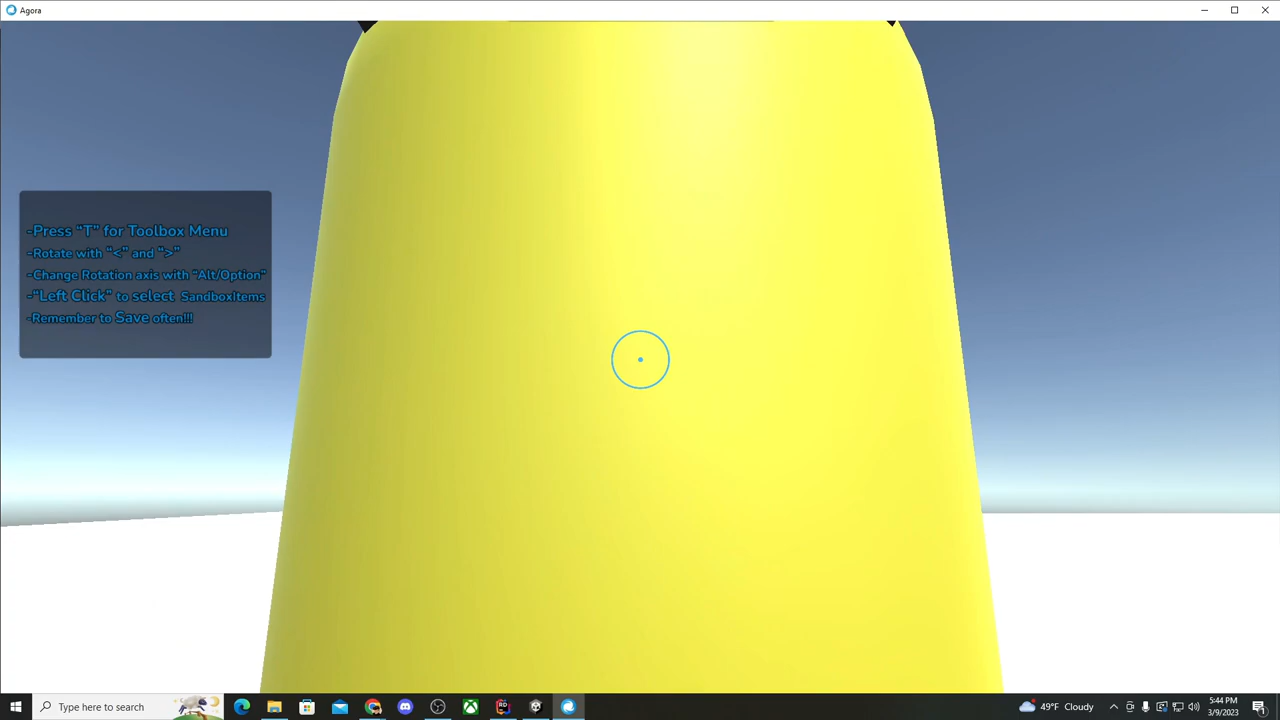 Agora
-Press “T” for Toolbox Menu
-Rotate with “<” and “>”
-Change Rotation axis with “Alt/Option”
-“Left Click” to select SandboxItems
-Remember to Save often!!!
Type here to search
49°F Cloudy
5:44 PM
3/9/2023